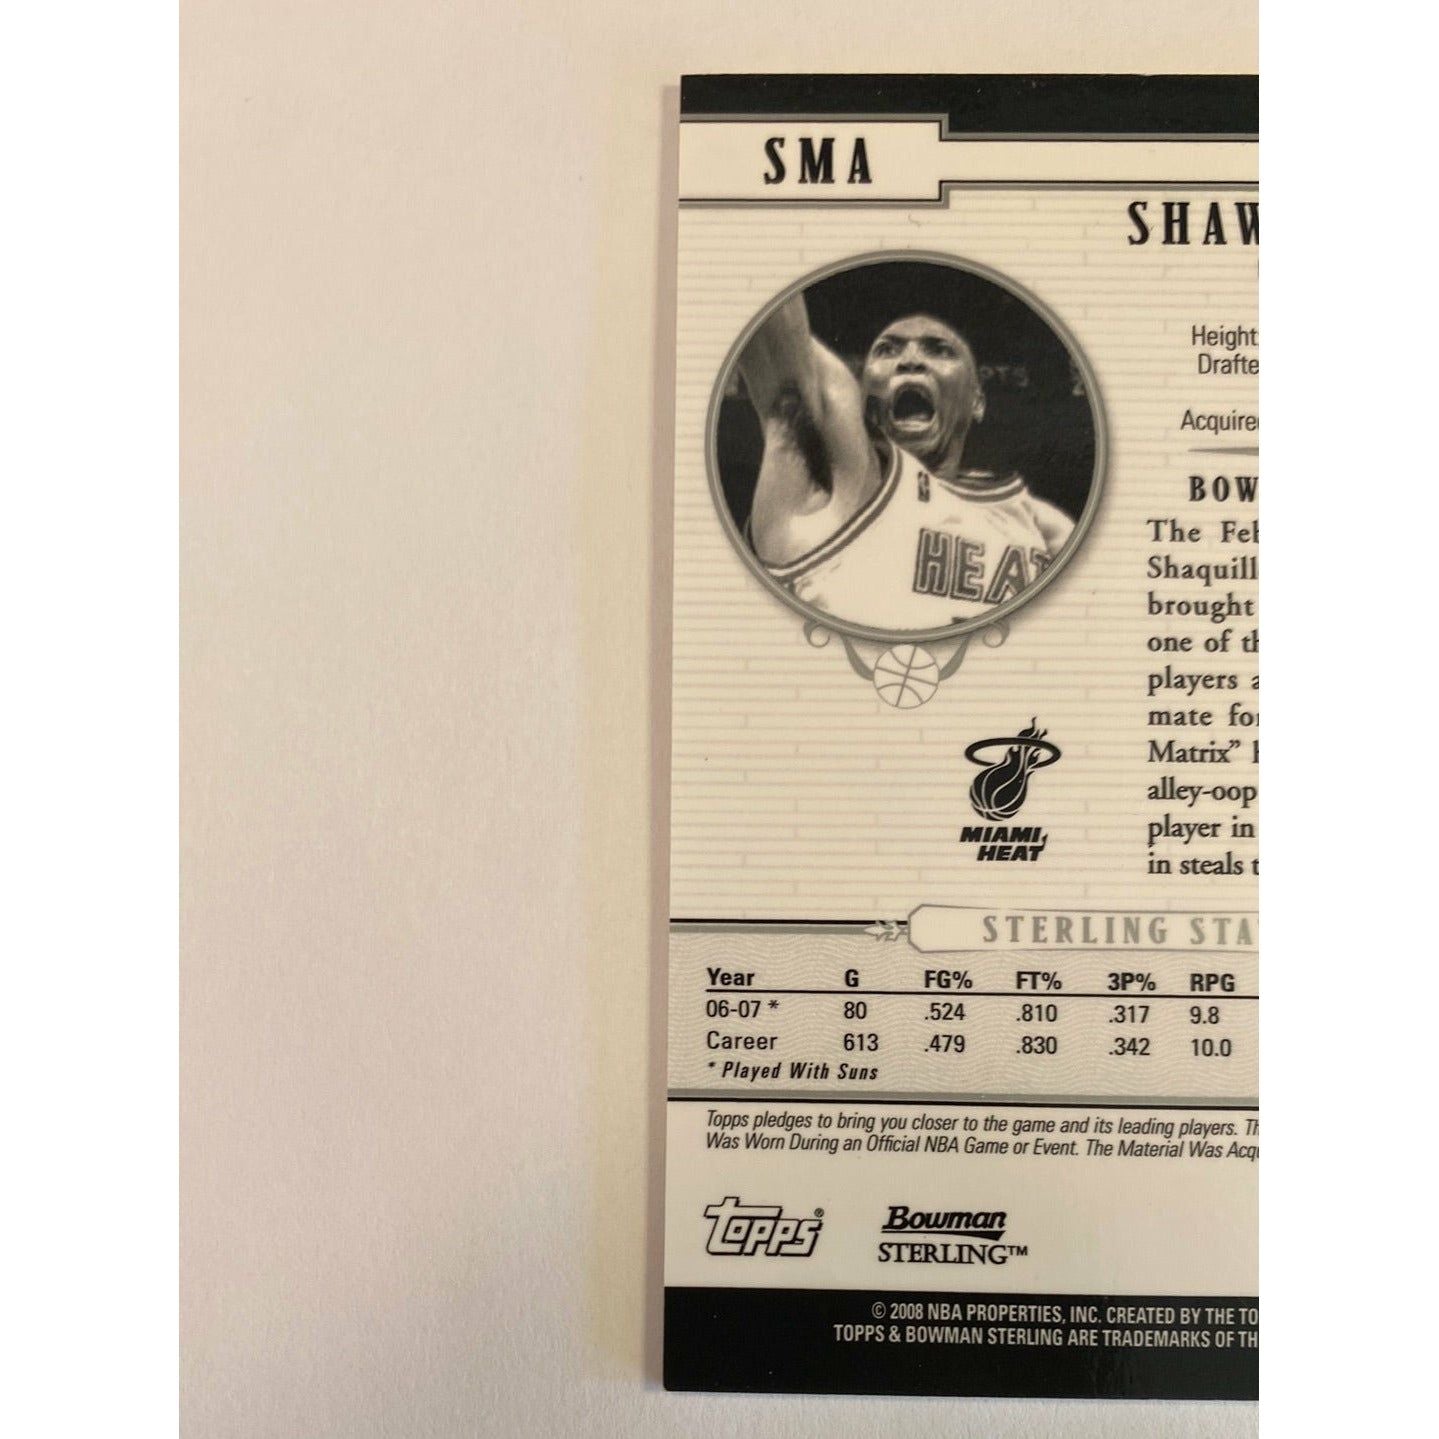 SMA
SHAW
Height:
Drafte
Acquire
BOW
The Feb
Shaquill
brought
one of th
players a
mate for
Matrix"
alley-oop
player in
in steals t
HEAT
MIAMI
HEAT
STERLING STA
Year G FG% FT% 3P% RPG
06-07 * 80 .524 .810 .317 9.8
Career 613 .479 .830 .342 10.0
* Played With Suns
Topps pledges to bring you closer to the game and its leading players. Th
Was Worn During an Official NBA Game or Event. The Material Was Acqu
Topps®
Bowman
STERLING™
© 2008 NBA PROPERTIES, INC. CREATED BY THE TO
TOPPS & BOWMAN STERLING ARE TRADEMARKS OF TH